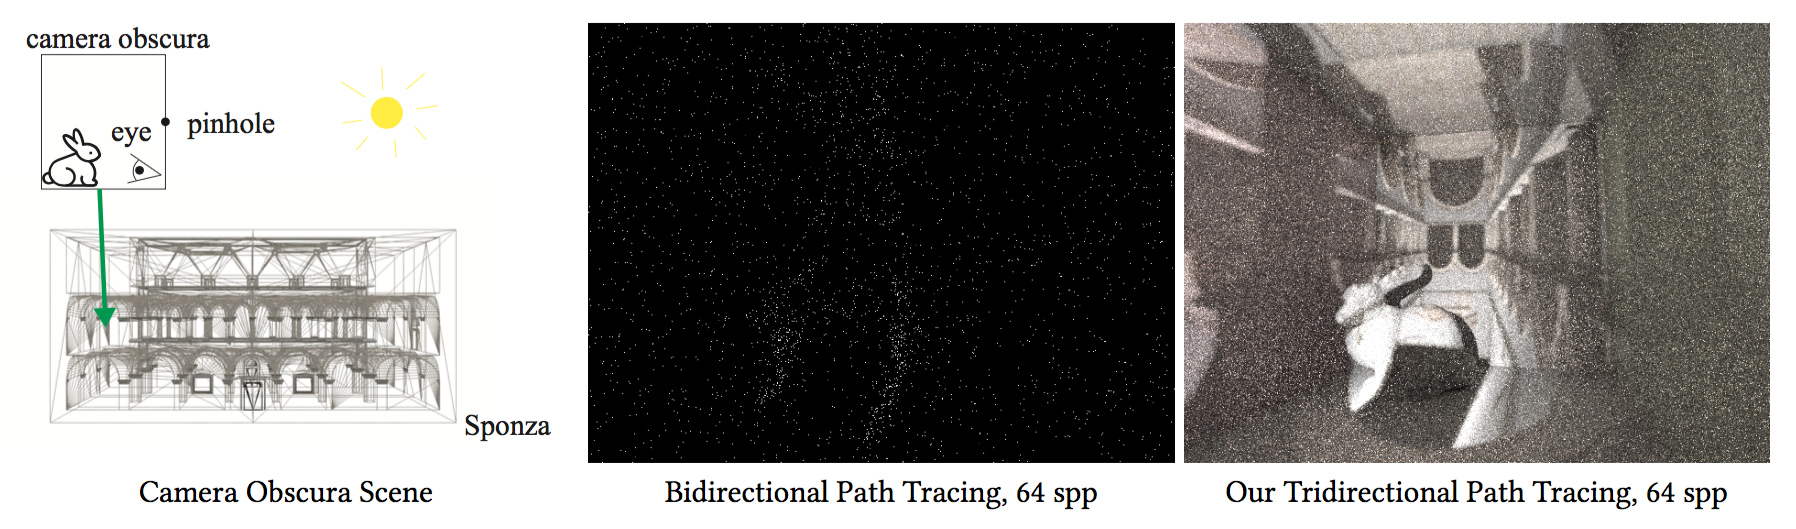 camera obscura
eye
pinhole
Sponza
Camera Obscura Scene
Bidirectional Path Tracing, 64 spp
Our Tridirectional Path Tracing, 64 spp